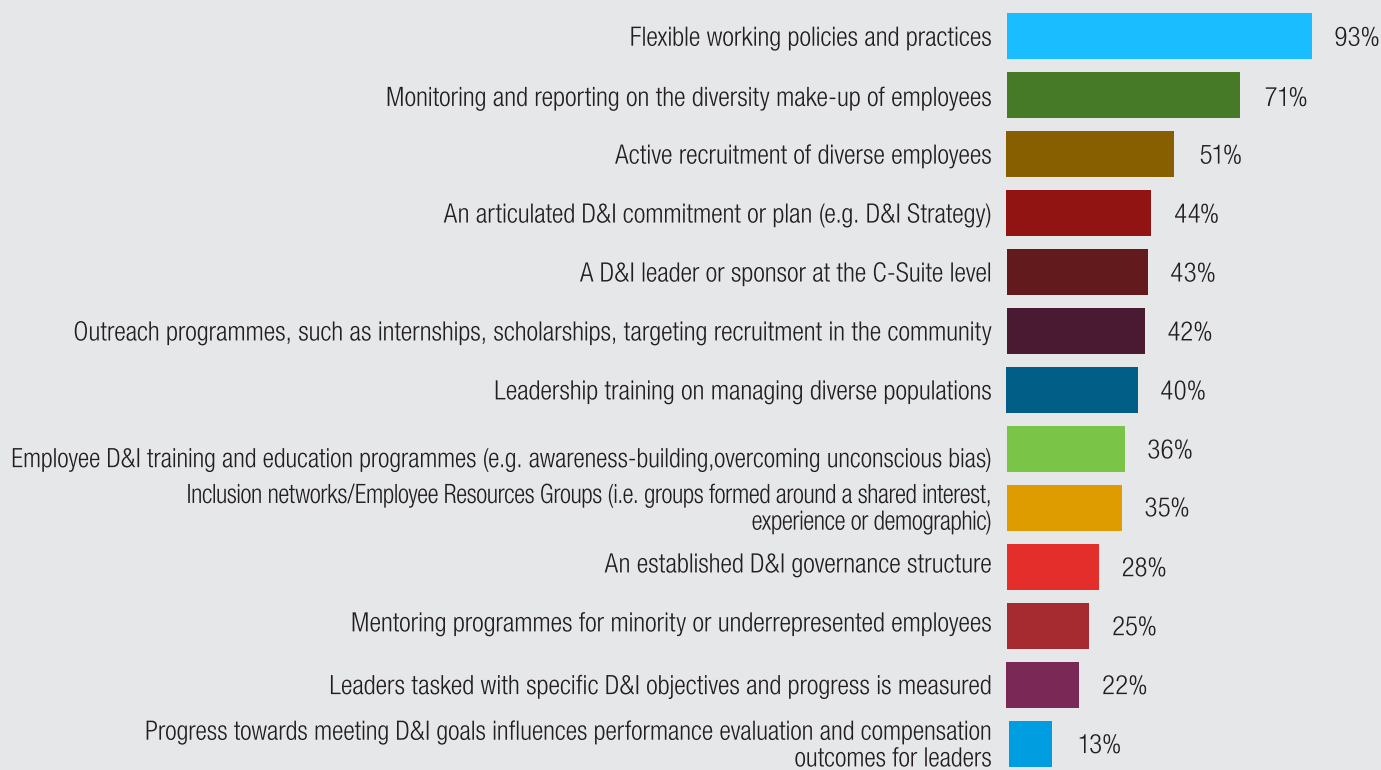 Flexible working policies and practices 93%
Monitoring and reporting on the diversity make-up of employees 71%
Active recruitment of diverse employees 51%
An articulated D&I commitment or plan (e.g. D&I Strategy) 44%
A D&I leader or sponsor at the C-Suite level 43%
Outreach programmes, such as internships, scholarships, targeting recruitment in the community 42%
Leadership training on managing diverse populations 40%
Employee D&I training and education programmes (e.g. awareness-building,overcoming unconscious bias) 36%
Inclusion networks/Employee Resources Groups (i.e. groups formed around a shared interest,
experience or demographic) 35%
An established D&I governance structure 28%
Mentoring programmes for minority or underrepresented employees 25%
Leaders tasked with specific D&I objectives and progress is measured 22%
Progress towards meeting D&I goals influences performance evaluation and compensation
outcomes for leaders 13%